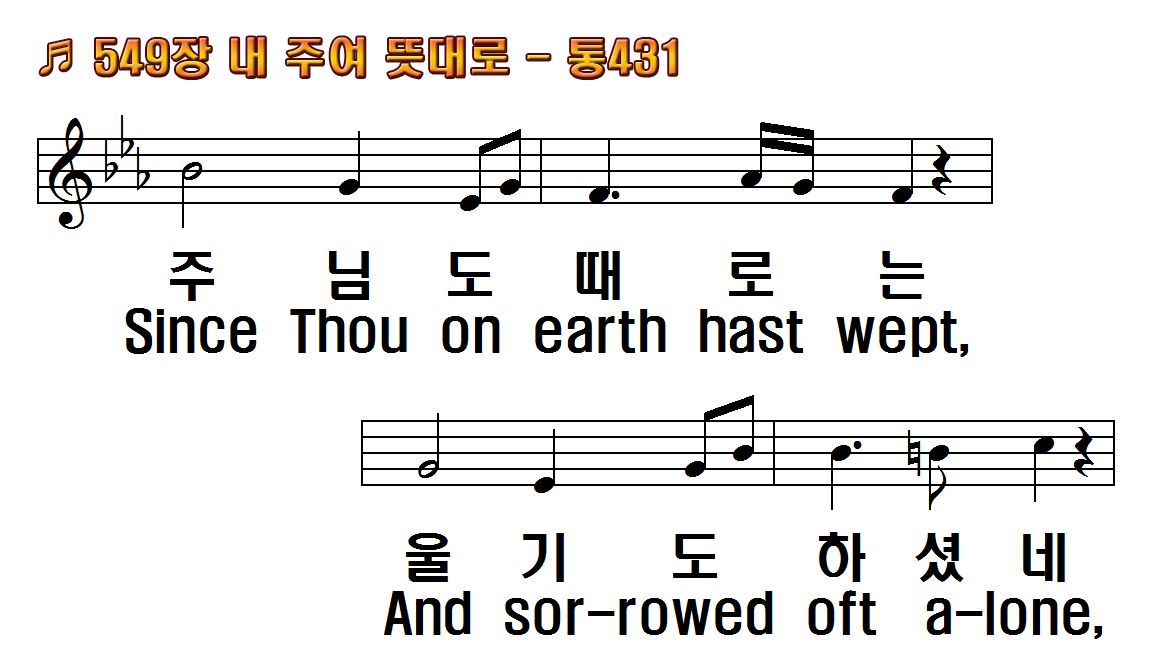 549장 내 주여 뜻대로 - 통431
주 님 도 때 로 는
Since Thou on earth hast wept,
울 기 도 하 셨 네
And sor-rowed oft a-lone,